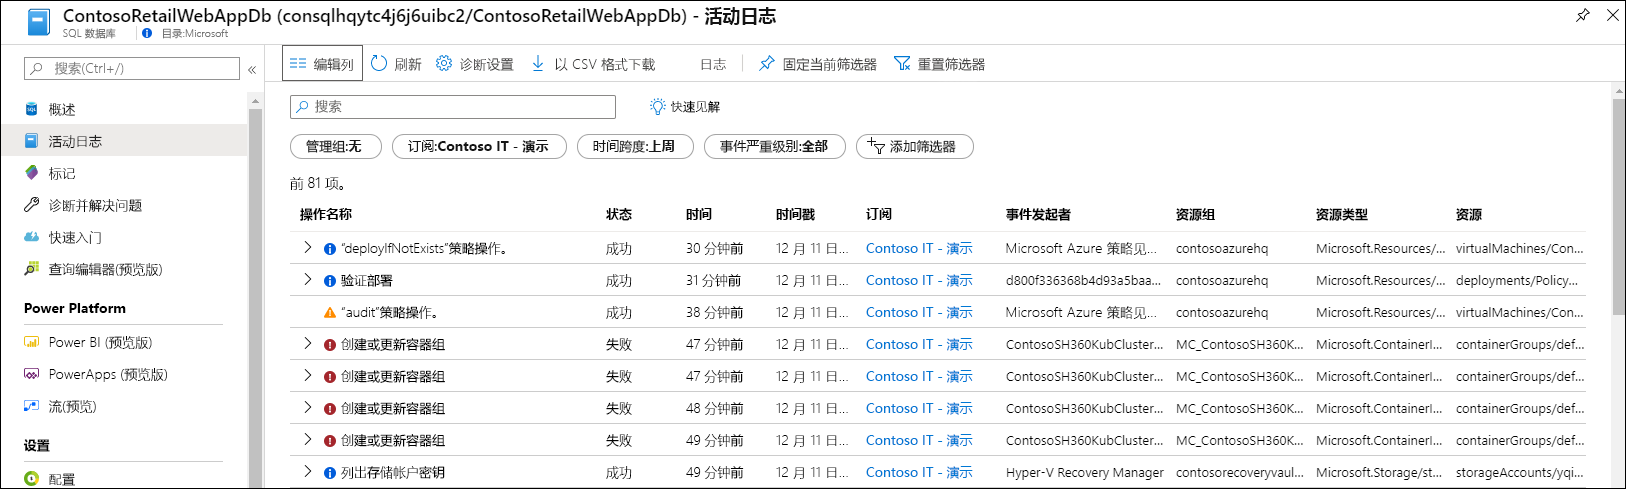 ContosoRetailWebAppDb (consqlhqytc4j6j6uibc2/ContosoRetailWebAppDb) - 活动日志
SQL 数据库 目录:Microsoft
搜索(Ctrl+/)
概述
活动日志
标记
诊断并解决问题
快速入门
查询编辑器(预览版)
Power Platform
Power BI (预览版)
PowerApps (预览版)
流(预览)
设置
配置
编辑列 刷新 诊断设置 以 CSV 格式下载 日志 固定当前筛选器 重置筛选器
搜索 快速见解
管理组:无 订阅:Contoso IT - 演示 时间跨度:上周 事件严重级别:全部 添加筛选器
前 81 项。
操作名称 状态 时间 时间戳 订阅 事件发起者 资源组 资源类型 资源
“deployIfNotExists”策略操作。 成功 30 分钟前 12 月 11 日... Contoso IT - 演示 Microsoft Azure 策略见... contosoazurehq Microsoft.Resources/... virtualMachines/Con...
验证部署 成功 31 分钟前 12 月 11 日... Contoso IT - 演示 d800f336368b4d93a5baa... contosoazurehq Microsoft.Resources/... deployments/Policy...
“audit”策略操作。 成功 38 分钟前 12 月 11 日... Contoso IT - 演示 Microsoft Azure 策略见... contosoazurehq Microsoft.Resources/... virtualMachines/Con...
创建或更新容器组 失败 47 分钟前 12 月 11 日... Contoso IT - 演示 ContosoSH360KubCluster... MC_ContosoSH360K... Microsoft.ContainerI... containerGroups/def...
创建或更新容器组 失败 47 分钟前 12 月 11 日... Contoso IT - 演示 ContosoSH360KubCluster... MC_ContosoSH360K... Microsoft.ContainerI... containerGroups/def...
创建或更新容器组 失败 48 分钟前 12 月 11 日... Contoso IT - 演示 ContosoSH360KubCluster... MC_ContosoSH360K... Microsoft.ContainerI... containerGroups/def...
创建或更新容器组 失败 49 分钟前 12 月 11 日... Contoso IT - 演示 ContosoSH360KubCluster... MC_ContosoSH360K... Microsoft.ContainerI... containerGroups/def...
列出存储帐户密钥 成功 49 分钟前 12 月 11 日... Contoso IT - 演示 Hyper-V Recovery Manager contosorecoveryvaul... Microsoft.Storage/st... storageAccounts/yqi...